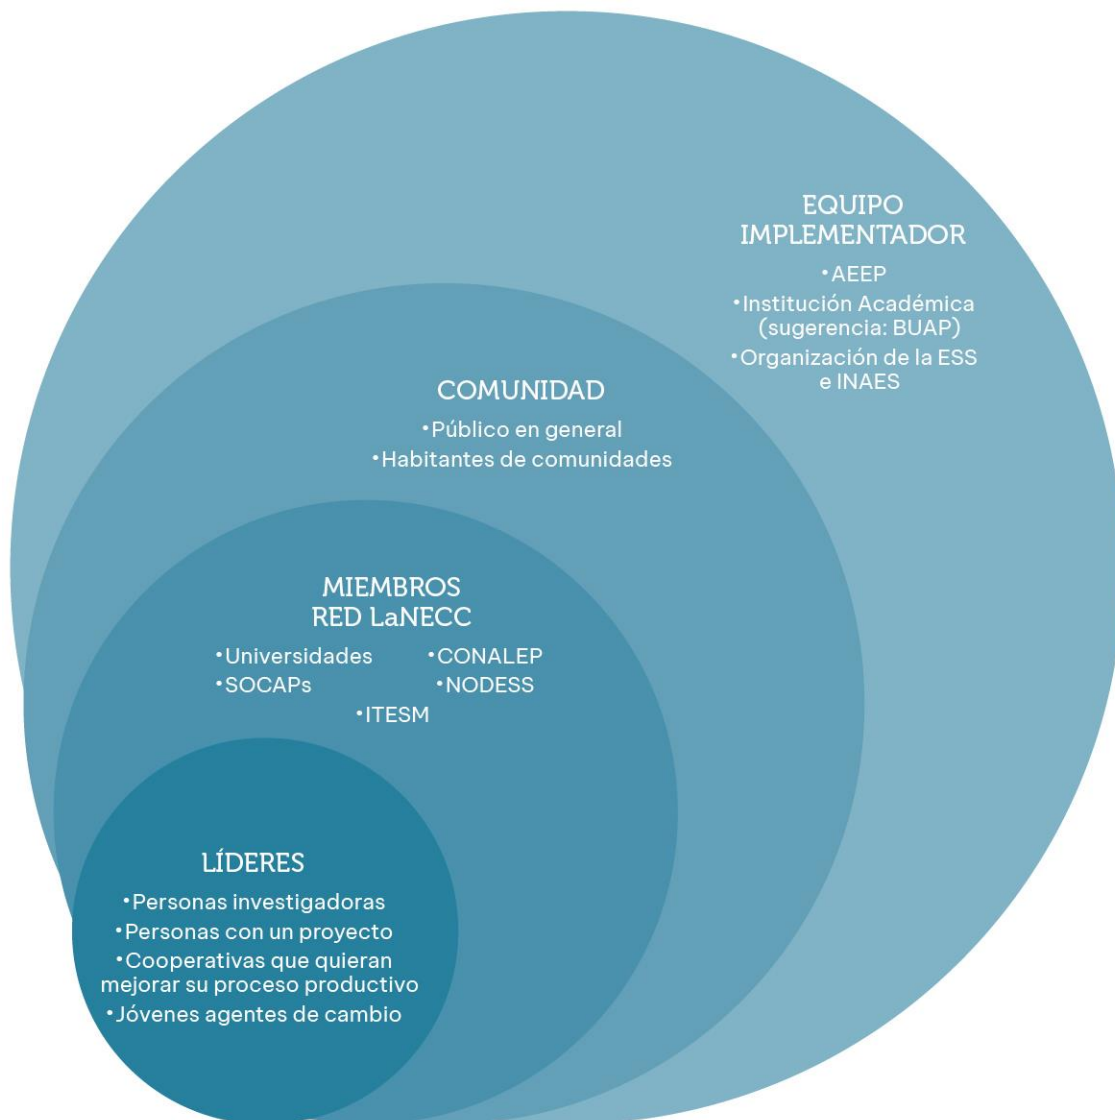 EQUIPO
IMPLEMENTADOR
•AEEP
•Institución Académica
(sugerencia: BUAP)
•Organización de la ESS
e INAES
COMUNIDAD
•Público en general
•Habitantes de comunidades
MIEMBROS
RED LaNECC
•Universidades •CONALEP
•SOCAPs •NODESS
•ITESM
LÍDERES
•Personas investigadoras
•Personas con un proyecto
•Cooperativas que quieran
mejorar su proceso productivo
•Jóvenes agentes de cambio